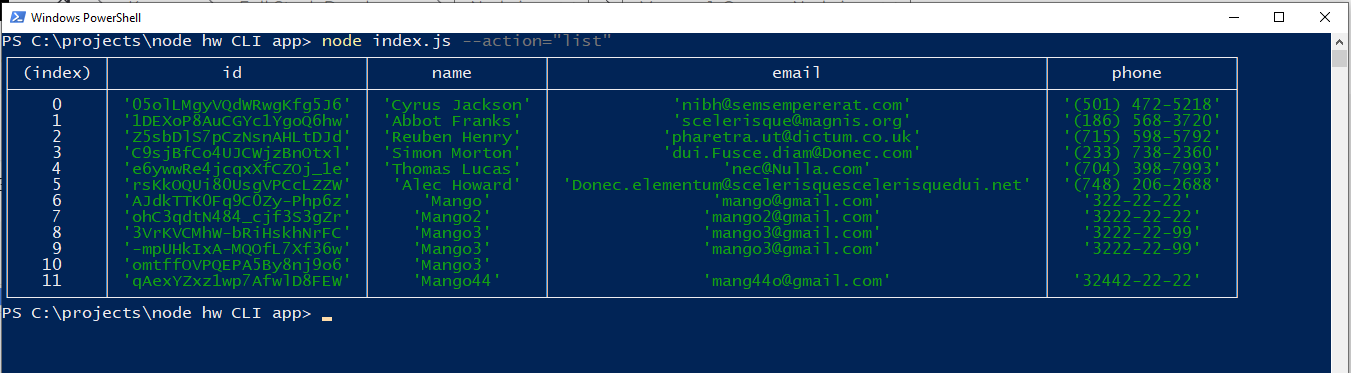 Windows PowerShell
PS C:\projects\node hw CLI app> node index.js --action="list"
(index) id name email phone
0 '05olLMgyVQdWRwgKfg5J6' 'Cyrus Jackson' 'nibh@semsempererat.com' '(501) 472-5218'
1 '1DEXoP8AuCGYc1YgoQ6hw' 'Abbot Franks' 'scelerisque@magnis.org' '(186) 568-3720'
2 'Z5sbDlS7pCzNsnAHLtDJd' 'Reuben Henry' 'pharetra.ut@dictum.co.uk' '(715) 598-5792'
3 'C9sjBfCo4UJCWjzBnOtxl' 'Simon Morton' 'dui.Fusce.diam@Donec.com' '(233) 738-2360'
4 'e6ywwRe4jcqxXfCZOj_1e' 'Thomas Lucas' 'nec@Nulla.com' '(704) 398-7993'
5 'rsKkOQUi80UsgVPCcLZZW' 'Alec Howard' 'Donec.elementum@scelerisquescelerisquedui.net' '(748) 206-2688'
6 'AJdkTTK0Fq9C0Zy-Php6z' 'Mango' 'mango@gmail.com' '322-22-22'
7 'ohC3qdtN484_cjf3S3gZr' 'Mango2' 'mango2@gmail.com' '3222-22-22'
8 '3VrKVCMhW-bRiHskhNrFC' 'Mango3' 'mango3@gmail.com' '3222-22-99'
9 '-mpUHkIxA-MQOfL7Xf36w' 'Mango3' 'mango3@gmail.com' '3222-22-99'
10 'omtffOVPQEPA5By8nj9o6' 'Mango3'
11 'qAexYZxz1wp7AfwlD8FEW' 'Mango44' 'mang44o@gmail.com' '32442-22-22'
PS C:\projects\node hw CLI app>